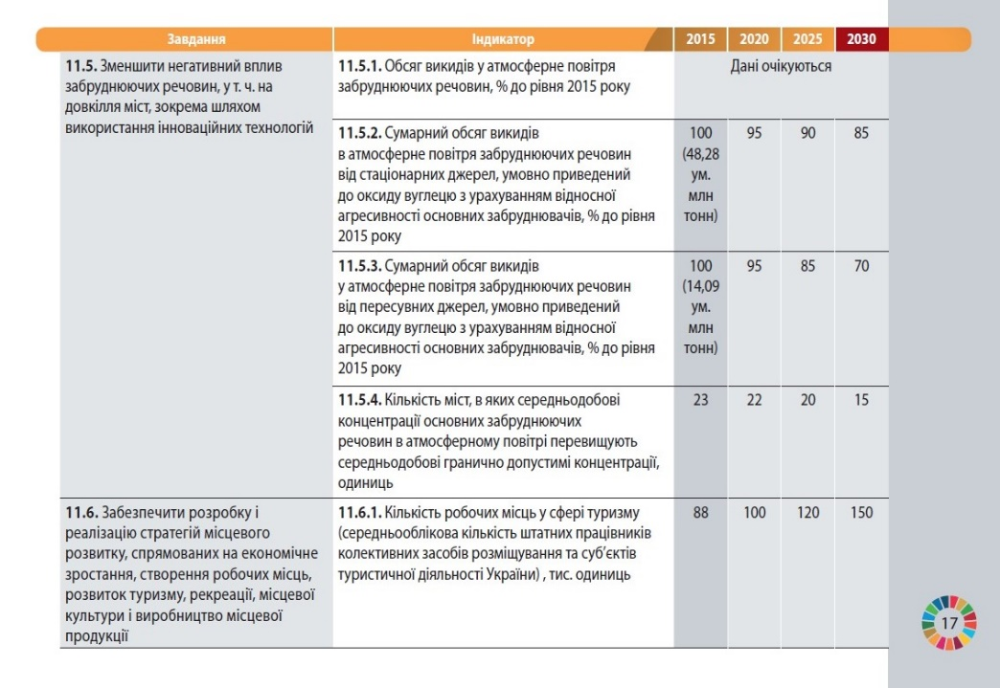 Завдання Індикатор 2015 2020 2025 2030
11.5. Зменшити негативний вплив
забруднюючих речовин, у т. ч. на
довкілля міст, зокрема шляхом
використання інноваційних технологій
11.5.1. Обсяг викидів у атмосферне повітря
забруднюючих речовин, % до рівня 2015 року
Дані очікуються
11.5.2. Сумарний обсяг викидів
в атмосферне повітря забруднюючих речовин
від стаціонарних джерел, умовно приведений
до оксиду вуглецю з урахуванням відносної
агресивності основних забруднювачів, % до рівня
2015 року
100
(48,28
ум.
млн
тонн)
95 90 85
11.5.3. Сумарний обсяг викидів
у атмосферне повітря забруднюючих речовин
від пересувних джерел, умовно приведений
до оксиду вуглецю з урахуванням відносної
агресивності основних забруднювачів, % до рівня
2015 року
100
(14,09
ум.
млн
тонн)
95 85 70
11.5.4. Кількість міст, в яких середньодобові
концентрації основних забруднюючих
речовин в атмосферному повітрі перевищують
середньодобові гранично допустимі концентрації,
одиниць
23 22 20 15
11.6. Забезпечити розробку і
реалізацію стратегій місцевого
розвитку, спрямованих на економічне
зростання, створення робочих місць,
розвиток туризму, рекреації, місцевої
культури і виробництво місцевої
продукції
11.6.1. Кількість робочих місць у сфері туризму
(середньооблікова кількість штатних працівників
колективних засобів розміщування та суб’єктів
туристичної діяльності України) , тис. одиниць
88 100 120 150
17